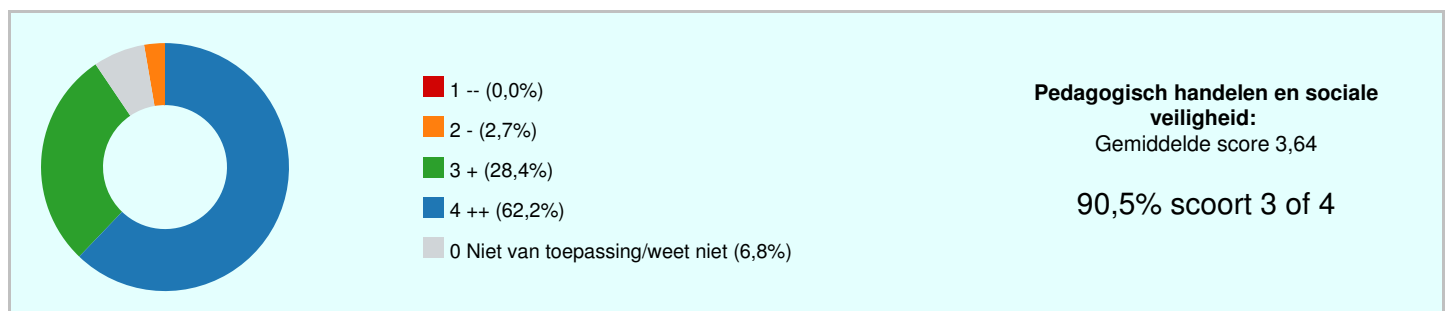 1 -- (0,0%)
2 - (2,7%)
3 + (28,4%)
4 ++ (62,2%)
0 Niet van toepassing/weet niet (6,8%)
Pedagogisch handelen en sociale
veiligheid:
Gemiddelde score 3,64
90,5% scoort 3 of 4